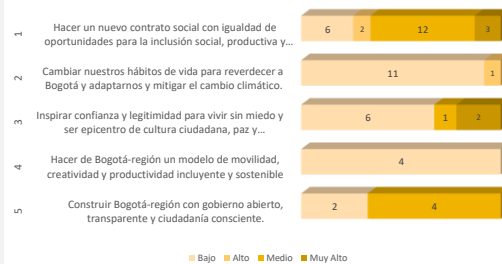 1
Hacer un nuevo contrato social con igualdad de
oportunidades para la inclusión social, productiva y…
6 2 12 3
2
Cambiar nuestros hábitos de vida para reverdecer a
Bogotá y adaptarnos y mitigar el cambio climático.
11 1
3
Inspirar confianza y legitimidad para vivir sin miedo y
ser epicentro de cultura ciudadana, paz y…
6 1 2
4
Hacer de Bogotá-región un modelo de movilidad,
creatividad y productividad incluyente y sostenible
4
5
Construir Bogotá-región con gobierno abierto,
transparente y ciudadanía consciente.
2 4
Bajo Alto Medio Muy Alto